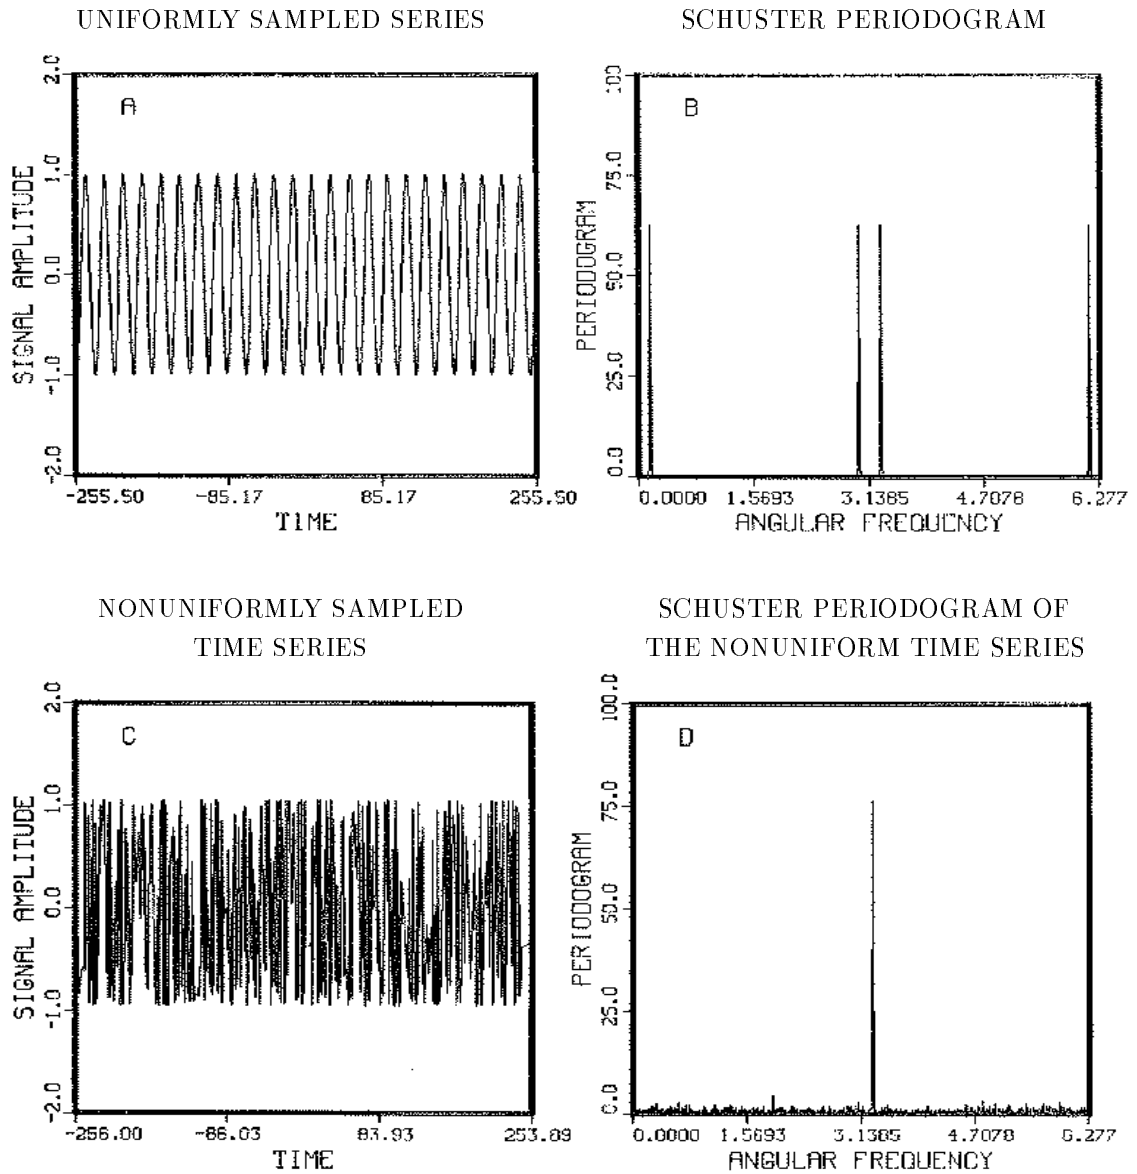 UNIFORMLY SAMPLED SERIES
SCHUSTER PERIODOGRAM
A
2.0
1.0
0.0
-1.0
-2.0
SIGNAL AMPLITUDE
-255.50 -85.17 85.17 255.50
TIME
B
100
75.0
50.0
25.0
0.0
PERIODOGRAM
0.0000 1.5693 3.1385 4.7078 6.277
ANGULAR FREQUENCY
NONUNIFORMLY SAMPLED
TIME SERIES
SCHUSTER PERIODOGRAM OF
THE NONUNIFORM TIME SERIES
C
2.0
1.0
0.0
-1.0
-2.0
SIGNAL AMPLITUDE
-256.00 -86.03 83.93 253.89
TIME
D
100.0
75.0
50.0
25.0
0.0
PERIODOGRAM
0.0000 1.5693 3.1385 4.7078 6.277
ANGULAR FREQUENCY